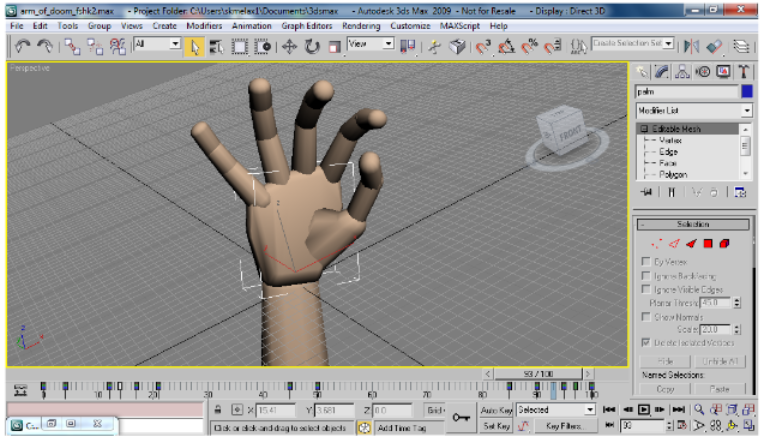 arm_of_doom_fshk2.max - Project Folder: C:\Users\skmelax1\Documents\3dsmax - Autodesk 3ds Max 2009 - Not for Resale - Display : Direct 3D
File Edit Tools Group Views Create Modifiers Animation Graph Editors Rendering Customize MAXScript Help
All View Create Selection Set
Perspective
FRONT
palm
Modifier List
Editable Mesh
Vertex
Edge
Face
Polygon
Selection
By Vertex
Ignore Backfacing
Ignore Visible Edges
Planar Thresh: 45.0
Show Normals
Scale: 20.0
Delete Isolated Vertices
Hide Unhide All
Named Selections:
Copy Paste
z
x
93 / 100
0 10 20 30 40 50 60 70 80 90 100
X: 15.41 Y: 3.681 Z: 0.0 Grid
Auto Key Selected
C...
Click or click-and-drag to select objects Add Time Tag
Set Key Key Filters... 93